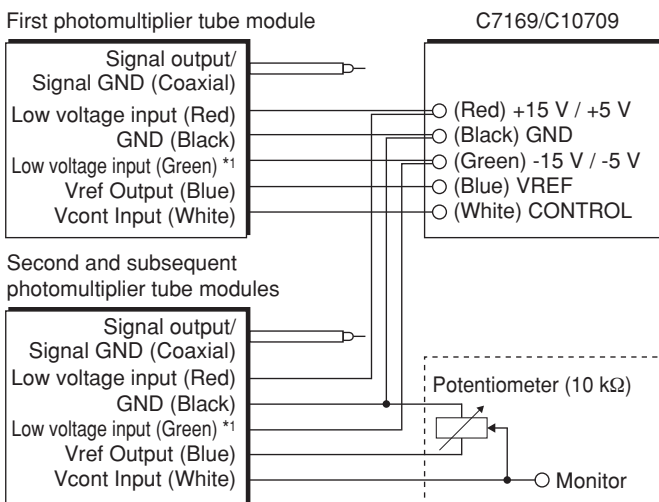 First photomultiplier tube module
C7169/C10709
Signal output/
Signal GND (Coaxial)
Low voltage input (Red)
GND (Black)
Low voltage input (Green) *1
Vref Output (Blue)
Vcont Input (White)
(Red) +15 V / +5 V
(Black) GND
(Green) -15 V / -5 V
(Blue) VREF
(White) CONTROL
Second and subsequent
photomultiplier tube modules
Signal output/
Signal GND (Coaxial)
Low voltage input (Red)
GND (Black)
Low voltage input (Green) *1
Vref Output (Blue)
Vcont Input (White)
Potentiometer (10 kΩ)
Monitor